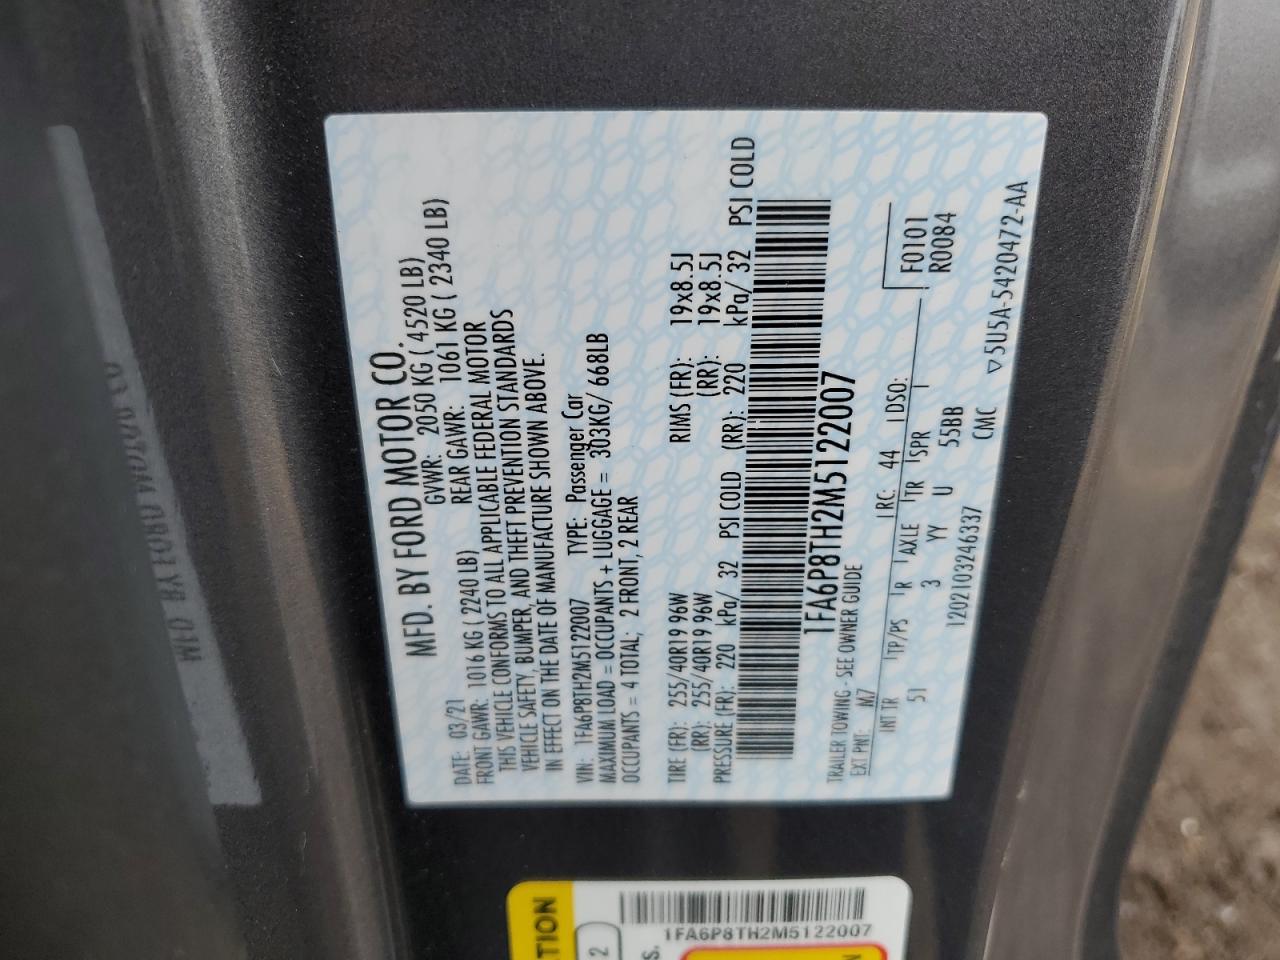 MFD. BY FORD MOTOR CO.
DATE: 03/21 GVWR: 2050 KG ( 4520 LB)
FRONT GAWR: 1016 KG ( 2240 LB) REAR GAWR: 1061 KG ( 2340 LB)
THIS VEHICLE CONFORMS TO ALL APPLICABLE FEDERAL MOTOR
VEHICLE SAFETY, BUMPER, AND THEFT PREVENTION STANDARDS
IN EFFECT ON THE DATE OF MANUFACTURE SHOWN ABOVE.
VIN: 1FA6P8TH2M5122007 TYPE: Passenger Car
MAXIMUM LOAD = OCCUPANTS + LUGGAGE = 303KG/ 668LB
OCCUPANTS = 4 TOTAL; 2 FRONT, 2 REAR
TIRE (FR): 255/40R19 96W RIMS (FR): 19x8.5J
(RR): 255/40R19 96W (RR): 19x8.5J
PRESSURE (FR): 220 kPa/ 32 PSI COLD (RR): 220 kPa/ 32 PSI COLD
1FA6P8TH2M5122007
TRAILER TOWING - SEE OWNER GUIDE
EXT PNT: M7 RC: 44 DSO:
INT TR TP/PS R AXLE TR SPR
51 3 YY U 55BB
F0101
R0084
1202103246337 CMC
▽5U5A-5420472-AA
TION
2
S.
1FA6P8TH2M5122007
N